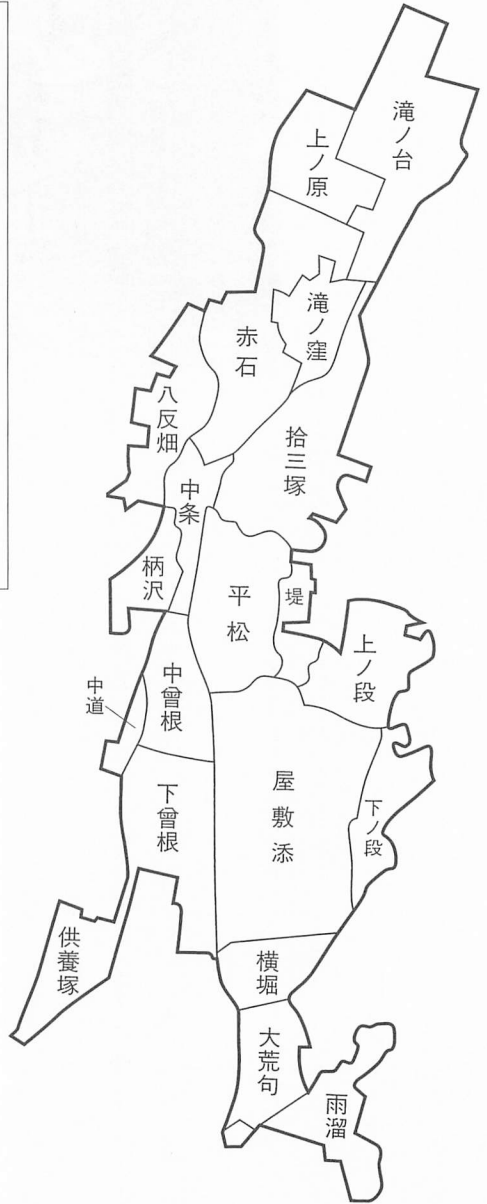 滝ノ台
上ノ原
滝ノ窪
赤石
八反畑
拾三塚
中条
柄沢
平松
堤
上ノ段
中曾根
中道
屋敷添
下曾根
下ノ段
供養塚
横堀
大荒句
雨溜